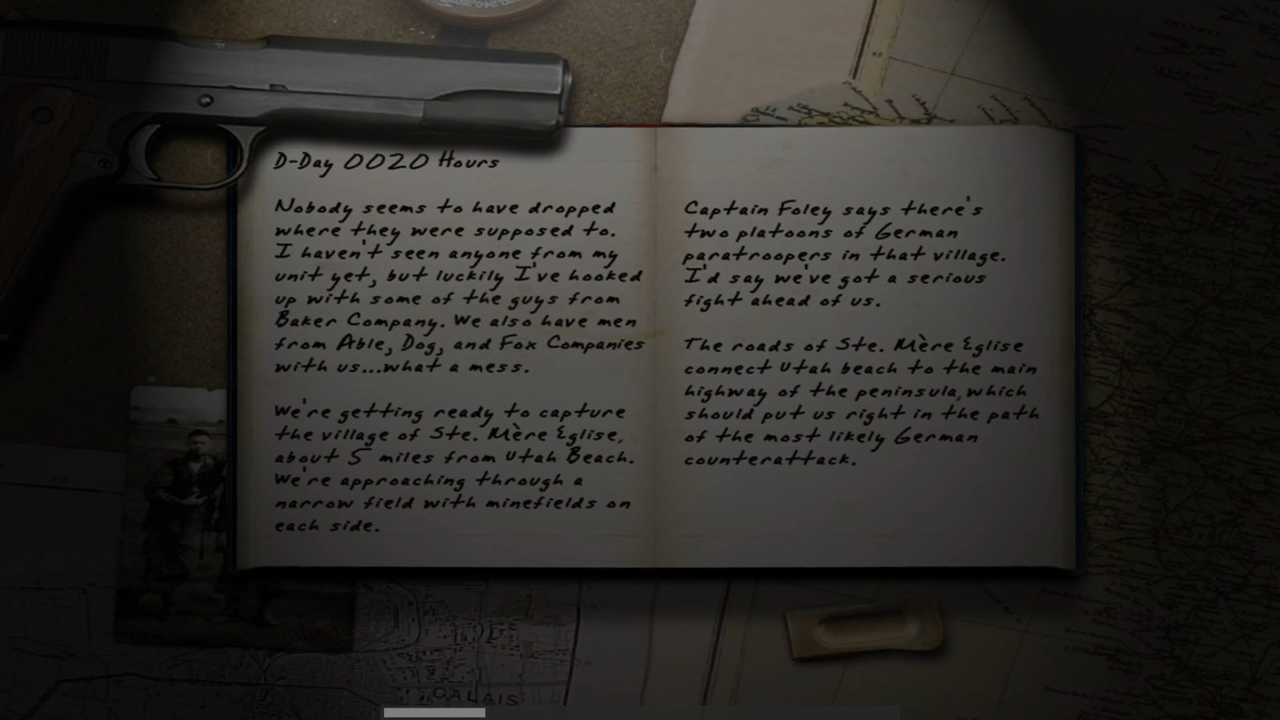 D-Day 0020 Hours
Nobody seems to have dropped
where they were supposed to.
I haven't seen anyone from my
unit yet, but luckily I've hooked
up with some of the guys from
Baker Company. We also have men
from Able, Dog, and Fox Companies
with us...what a mess.
We're getting ready to capture
the village of Ste. Mère Eglise,
about 5 miles from Utah Beach.
We're approaching through a
narrow field with minefields on
each side.
Captain Foley says there's
two platoons of German
paratroopers in that village.
I'd say we've got a serious
fight ahead of us.
The roads of Ste. Mère Eglise
connect Utah beach to the main
highway of the peninsula, which
should put us right in the path
of the most likely German
counterattack.
CALAIS